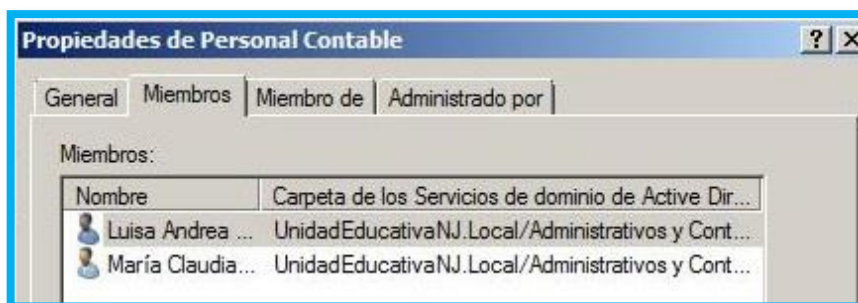 Propiedades de Personal Contable ? X
General Miembros Miembro de Administrado por
Miembros:
Nombre Carpeta de los Servicios de dominio de Active Dir...
Luisa Andrea ... UnidadEducativaNJ.Local/Administrativos y Cont...
María Claudia... UnidadEducativaNJ.Local/Administrativos y Cont...